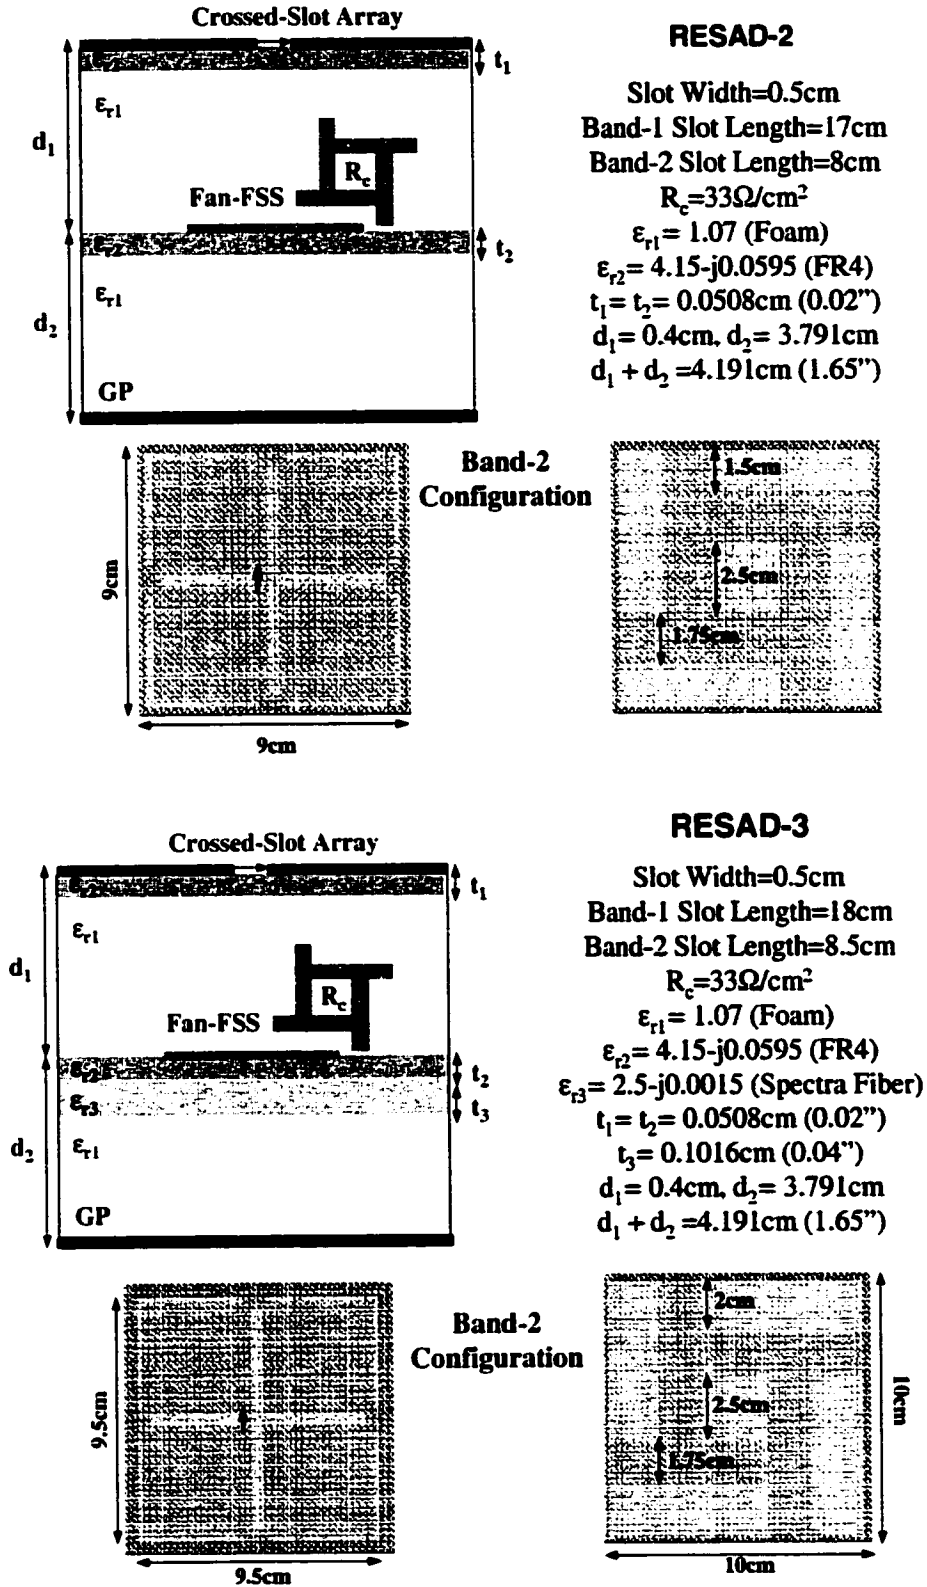 Crossed-Slot Array
RESAD-2
εr2
t1
Slot Width=0.5cm
εr1
Band-1 Slot Length=17cm
d1
Band-2 Slot Length=8cm
Rc
Rc=33Ω/cm²
Fan-FSS
εr1= 1.07 (Foam)
εr2
t2
εr2= 4.15-j0.0595 (FR4)
εr1
t1= t2= 0.0508cm (0.02")
d2
d1= 0.4cm, d2= 3.791cm
d1 + d2 =4.191cm (1.65")
GP
Band-2
Configuration
1.5cm
9cm
2.5cm
1.75cm
9cm
RESAD-3
Crossed-Slot Array
εr2
t1
Slot Width=0.5cm
εr1
Band-1 Slot Length=18cm
Band-2 Slot Length=8.5cm
d1
Rc
Rc=33Ω/cm²
Fan-FSS
εr1= 1.07 (Foam)
εr2
t2
εr2= 4.15-j0.0595 (FR4)
εr3
t3
εr3= 2.5-j0.0015 (Spectra Fiber)
t1= t2= 0.0508cm (0.02")
d2
εr1
t3= 0.1016cm (0.04")
d1= 0.4cm, d2= 3.791cm
GP
d1 + d2 =4.191cm (1.65")
Band-2
Configuration
2cm
9.5cm
2.5cm
10cm
1.75cm
9.5cm
10cm